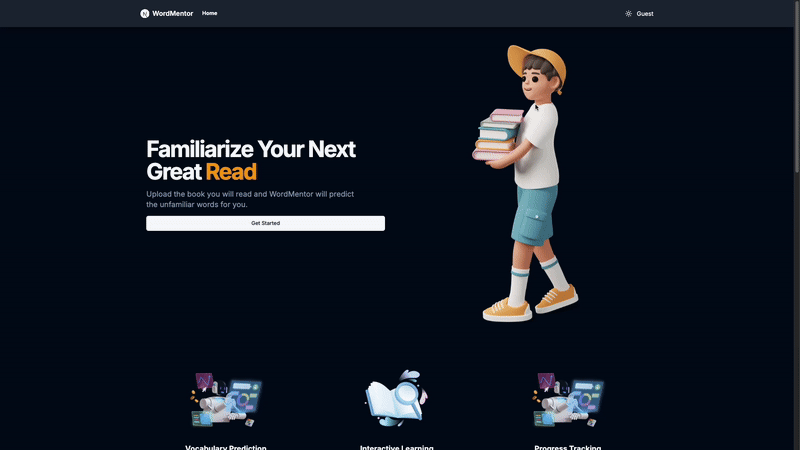 WordMentor Home Guest
Familiarize Your Next
Great Read
Upload the book you will read and WordMentor will predict
the unfamiliar words for you.
Get Started
Vocabulary Prediction Interactive Learning Progress Tracking